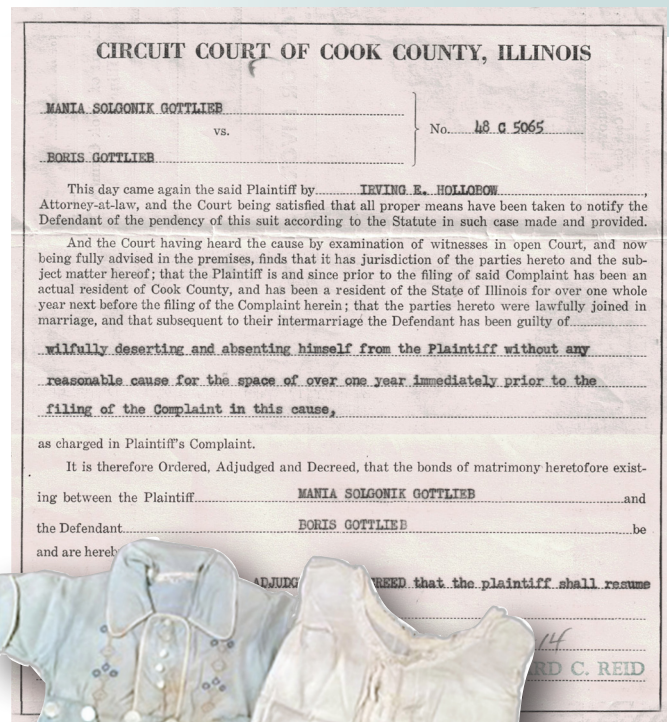 CIRCUIT COURT OF COOK COUNTY, ILLINOIS
MANIA SOLGONIK GOTTLIEB
vs.
No. 48 C 5065
BORIS GOTTLIEB
This day came again the said Plaintiff by IRVING E. HOLLOBOW,
Attorney-at-law, and the Court being satisfied that all proper means have been taken to notify the
Defendant of the pendency of this suit according to the Statute in such case made and provided.
And the Court having heard the cause by examination of witnesses in open Court, and now
being fully advised in the premises, finds that it has jurisdiction of the parties hereto and the sub-
ject matter hereof; that the Plaintiff is and since prior to the filing of said Complaint has been an
actual resident of Cook County, and has been a resident of the State of Illinois for over one whole
year next before the filing of the Complaint herein; that the parties hereto were lawfully joined in
marriage, and that subsequent to their intermarriage the Defendant has been guilty of
wilfully deserting and absenting himself from the Plaintiff without any
reasonable cause for the space of over one year immediately prior to the
filing of the Complaint in this cause,
as charged in Plaintiff's Complaint.
It is therefore Ordered, Adjudged and Decreed, that the bonds of matrimony heretofore exist-
ing between the Plaintiff MANIA SOLGONIK GOTTLIEB and
the Defendant BORIS GOTTLIEB be
and are hereb
ADJUDG REED that the plaintiff shall resume
14
RD C. REID